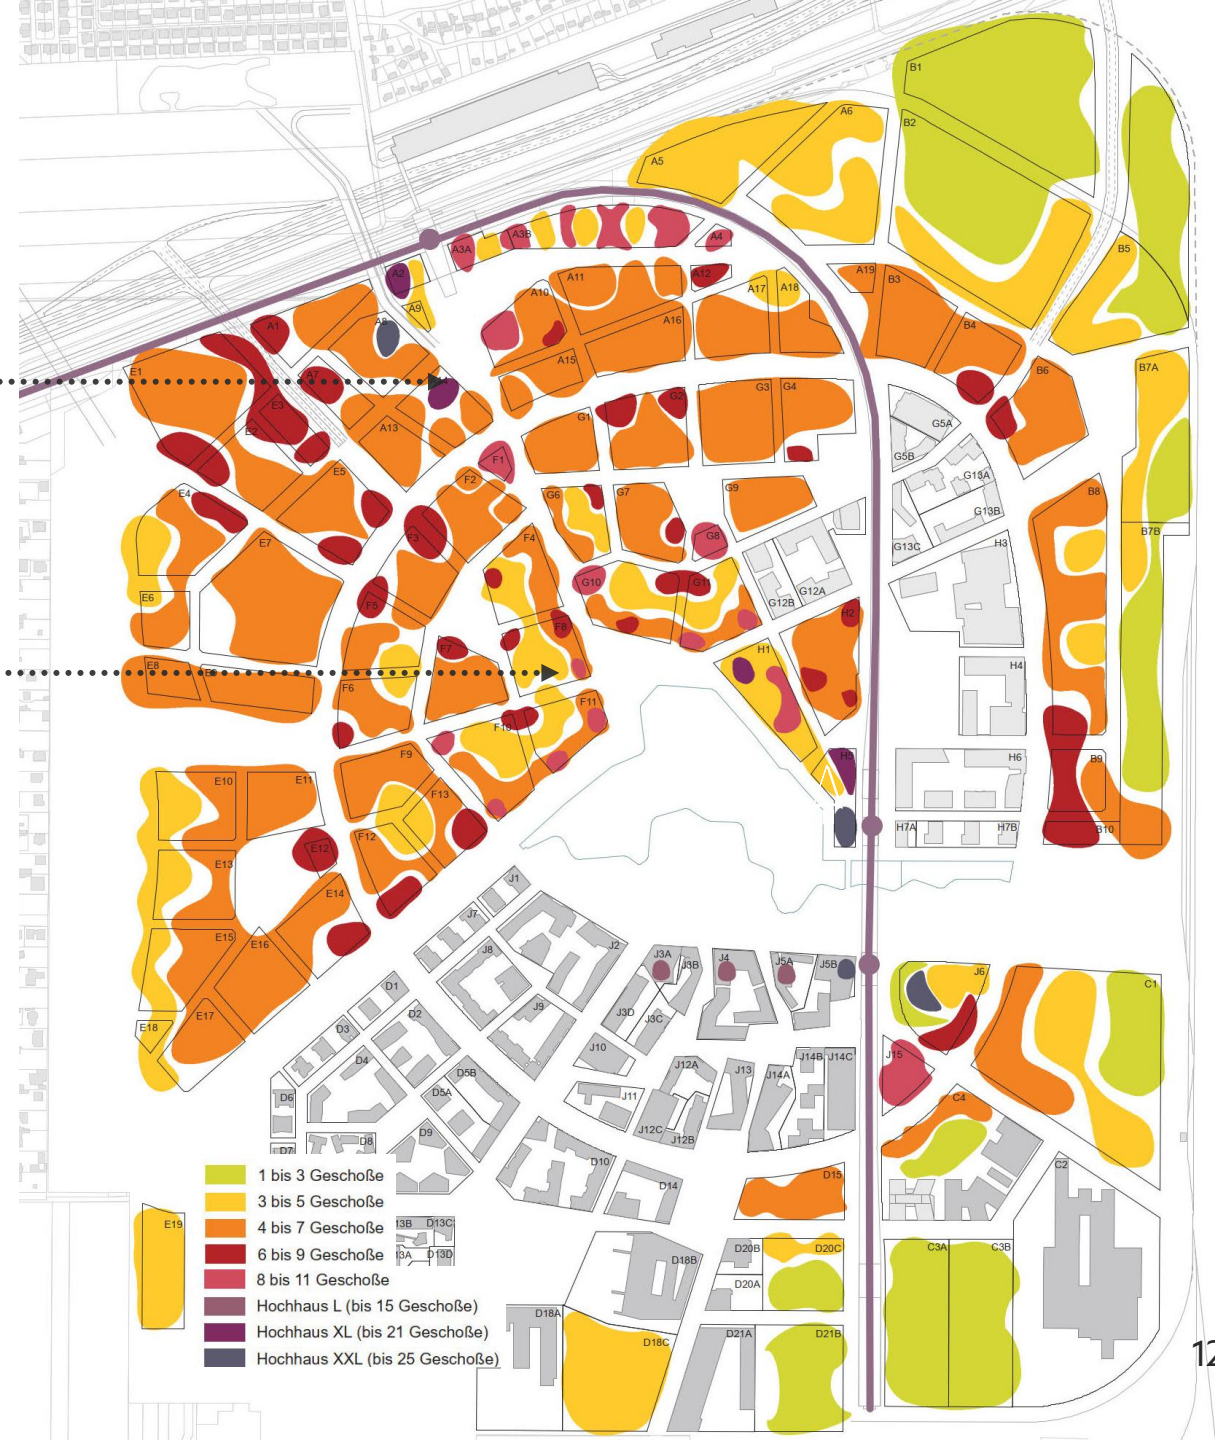 B1
B2
A6
A5
B5
A3A
A3B
A4
A2
A9
A12
A11
A10
A17
A18
A19
B3
A16
A8
A1
B4
A15
E1
A7
B6
B7A
E3
E2
A13
G1
G2
G3
G4
G5A
G5B
F1
F2
E5
E4
G6
G7
G9
G13A
G13B
B8
F3
F4
G8
G13C
H3
B7B
E7
G10
G11
G12B
G12A
E6
F5
F8
H2
F7
H1
H4
E8
F6
F11
F10
H5
H6
B9
F9
E10
E11
F13
F12
H7A
H7B
B10
E12
E13
E14
J1
J7
E15
E16
J8
J2
J3A
J3B
J4
J5A
J5B
J6
C1
D1
E17
E18
D3
D2
J9
J3D
J3C
D4
J10
J15
D5B
D5A
J12A
J13
J14A
J14B
J14C
D6
J11
C4
D7
D8
D9
J12C
J12B
D10
C2
D14
D15
E19
13B
D13C
13A
D13D
D18B
D20B
D20C
D20A
C3A
C3B
D18A
D18C
D21A
D21B
1 bis 3 Geschoße
3 bis 5 Geschoße
4 bis 7 Geschoße
6 bis 9 Geschoße
8 bis 11 Geschoße
Hochhaus L (bis 15 Geschoße)
Hochhaus XL (bis 21 Geschoße)
Hochhaus XXL (bis 25 Geschoße)
12